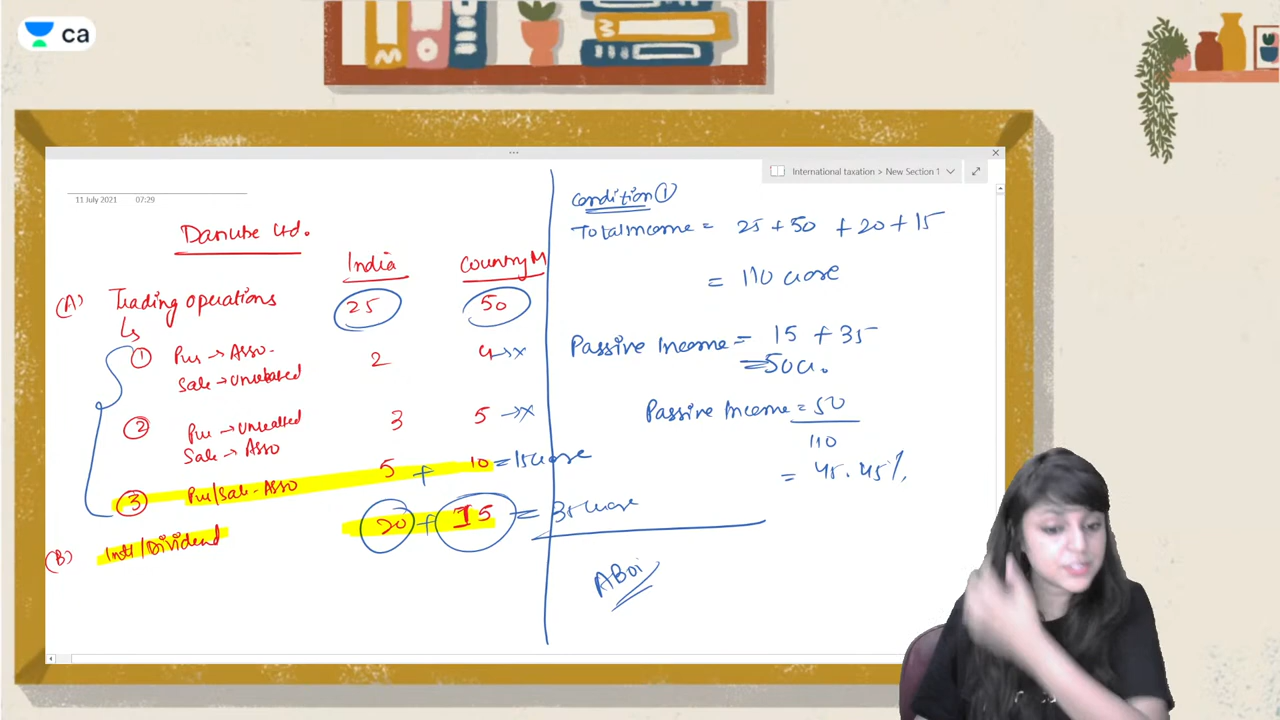 ca
International taxation > New Section 1
11 July 2021 07:29
Danube Ltd.
India Country M
(A) Trading operations 25 50
① Pur → Asso. 2 4 → x
Sale → Unrelated
② Pur → Unrelated 3 5 → x
Sale → Asso
③ Pur/Sale - Asso 5 + 10 = 15 crore
(B) Intt/Dividend 20 + 15 = 35 crore
Condition ①
Total Income = 25 + 50 + 20 + 15
= 110 crore
Passive Income = 15 + 35
= 50 cr.
Passive Income = 50
110
= 45.45%
ABOI